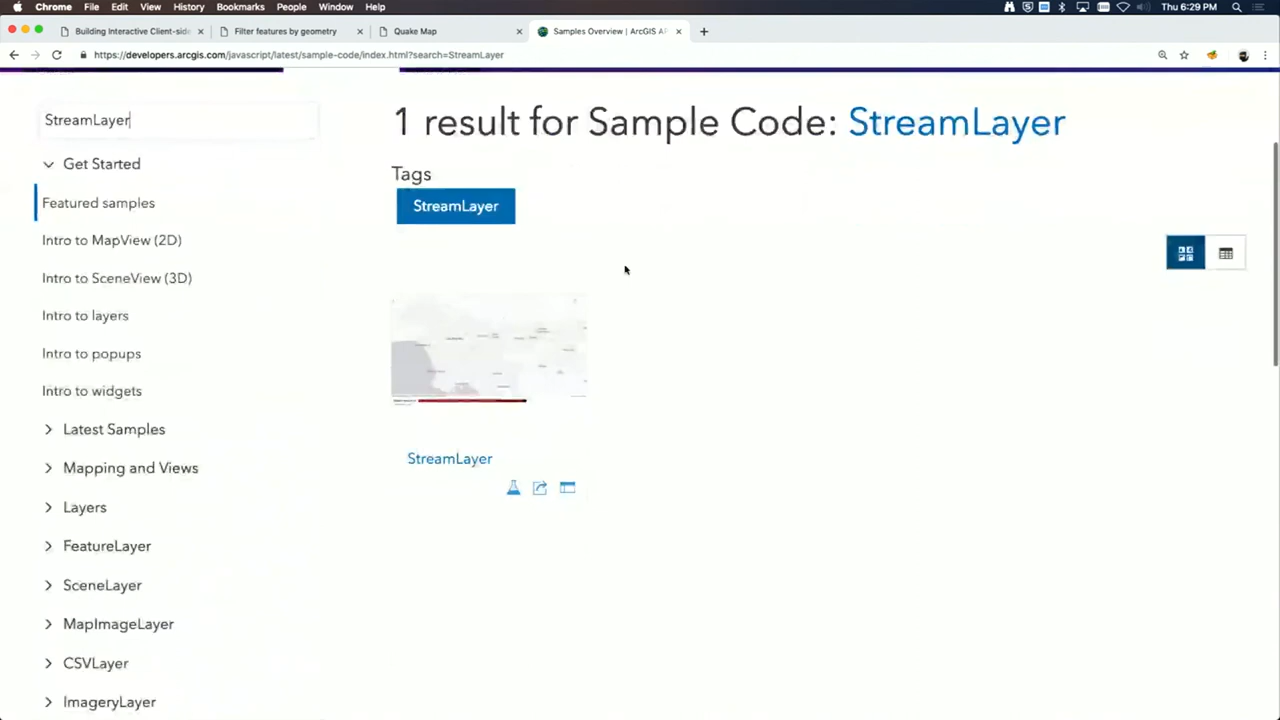 Chrome File Edit View History Bookmarks People Window Help Thu 6:29 PM
Building Interactive Client-side Filter features by geometry Quake Map Samples Overview | ArcGIS AP
https://developers.arcgis.com/javascript/latest/sample-code/index.html?search=StreamLayer
StreamLayer
1 result for Sample Code: StreamLayer
Get Started
Tags
Featured samples
StreamLayer
Intro to MapView (2D)
Intro to SceneView (3D)
Intro to layers
Intro to popups
Intro to widgets
Latest Samples
StreamLayer
Mapping and Views
Layers
FeatureLayer
SceneLayer
MapImageLayer
CSVLayer
ImageryLayer